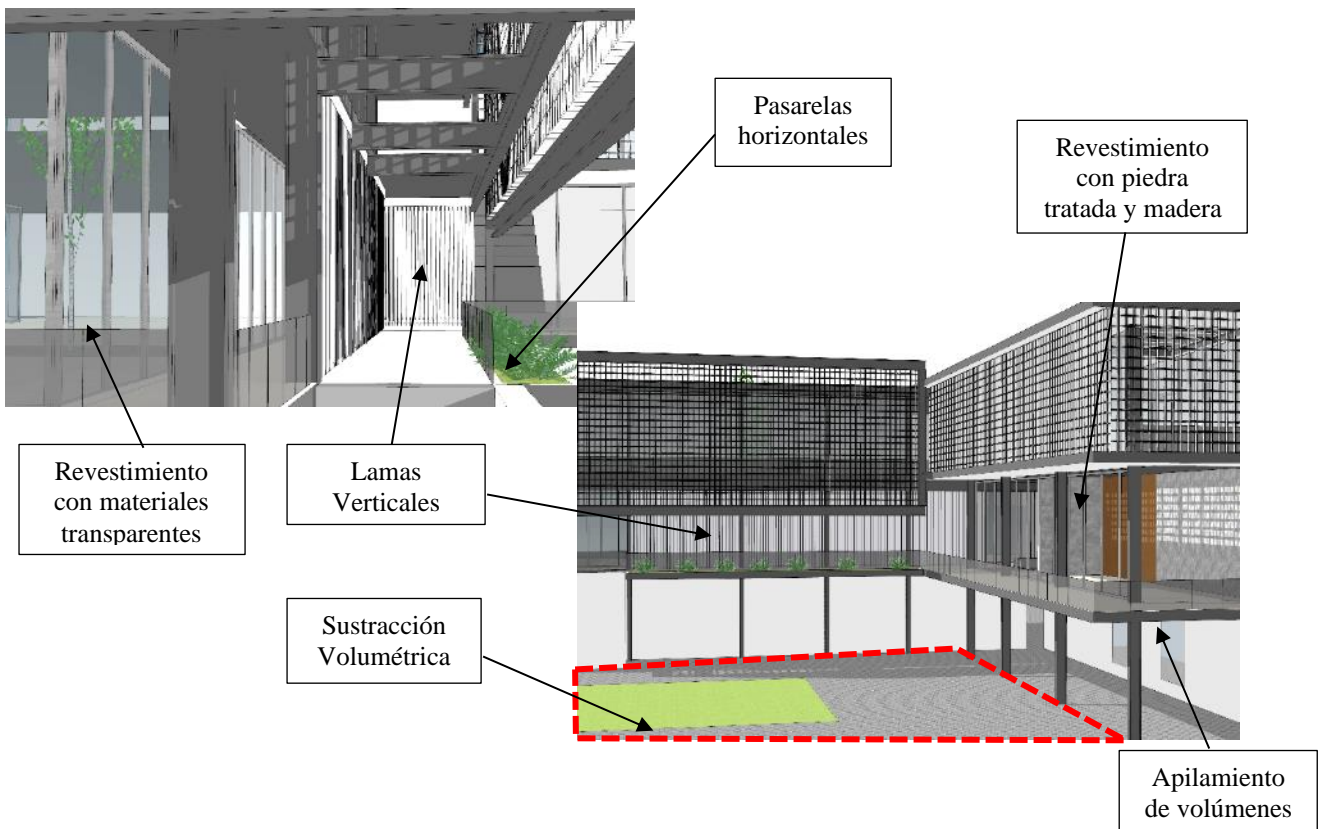 Pasarelas
horizontales
Revestimiento
con piedra
tratada y madera
Revestimiento
con materiales
transparentes
Lamas
Verticales
Sustracción
Volumétrica
Apilamiento
de volúmenes